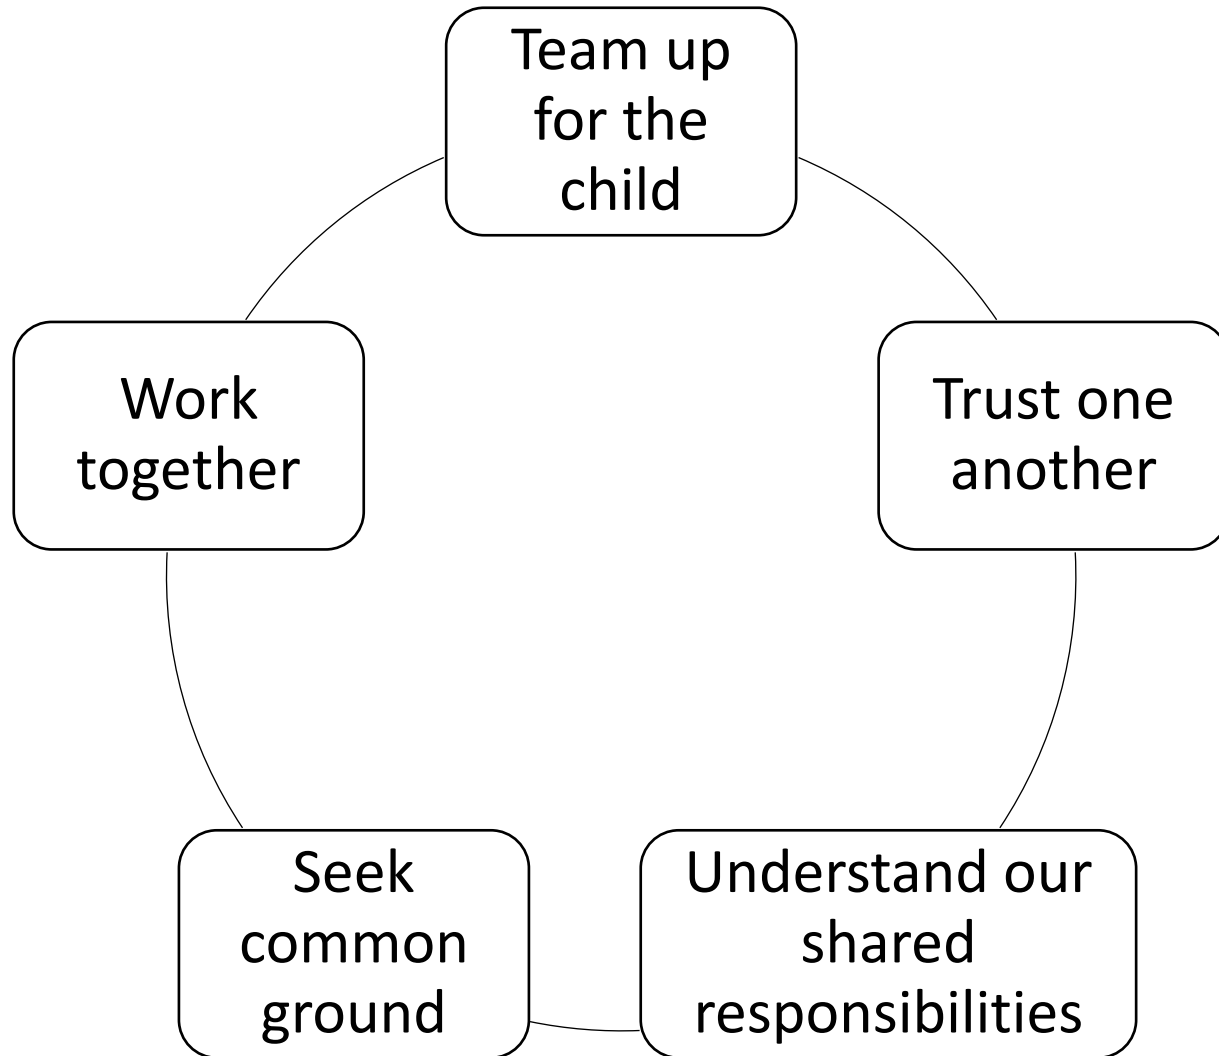 Team up
for the
child
Trust one
another
Understand our
shared
responsibilities
Seek
common
ground
Work
together